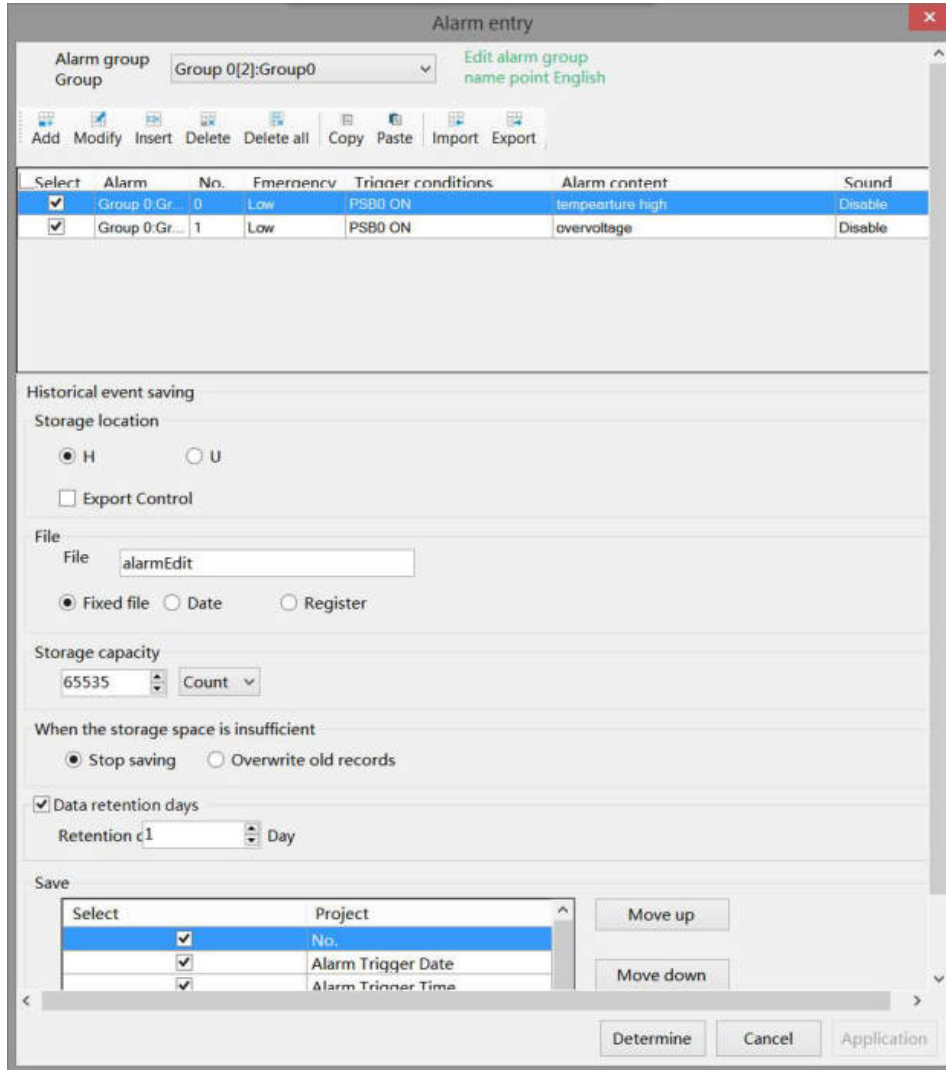 Alarm entry
Alarm group
Group
Group 0[2]:Group0
Edit alarm group
name point English
Add Modify Insert Delete Delete all Copy Paste Import Export
Select Alarm No. Emergency Trigger conditions Alarm content Sound
Group 0:Gr... 0 Low PSB0 ON tempearture high Disable
Group 0:Gr... 1 Low PSB0 ON overvoltage Disable
Historical event saving
Storage location
H U
Export Control
File
File alarmEdit
Fixed file Date Register
Storage capacity
65535 Count
When the storage space is insufficient
Stop saving Overwrite old records
Data retention days
Retention c 1 Day
Save
Select Project
No.
Alarm Trigger Date
Alarm Trigger Time
Move up
Move down
Determine Cancel Application